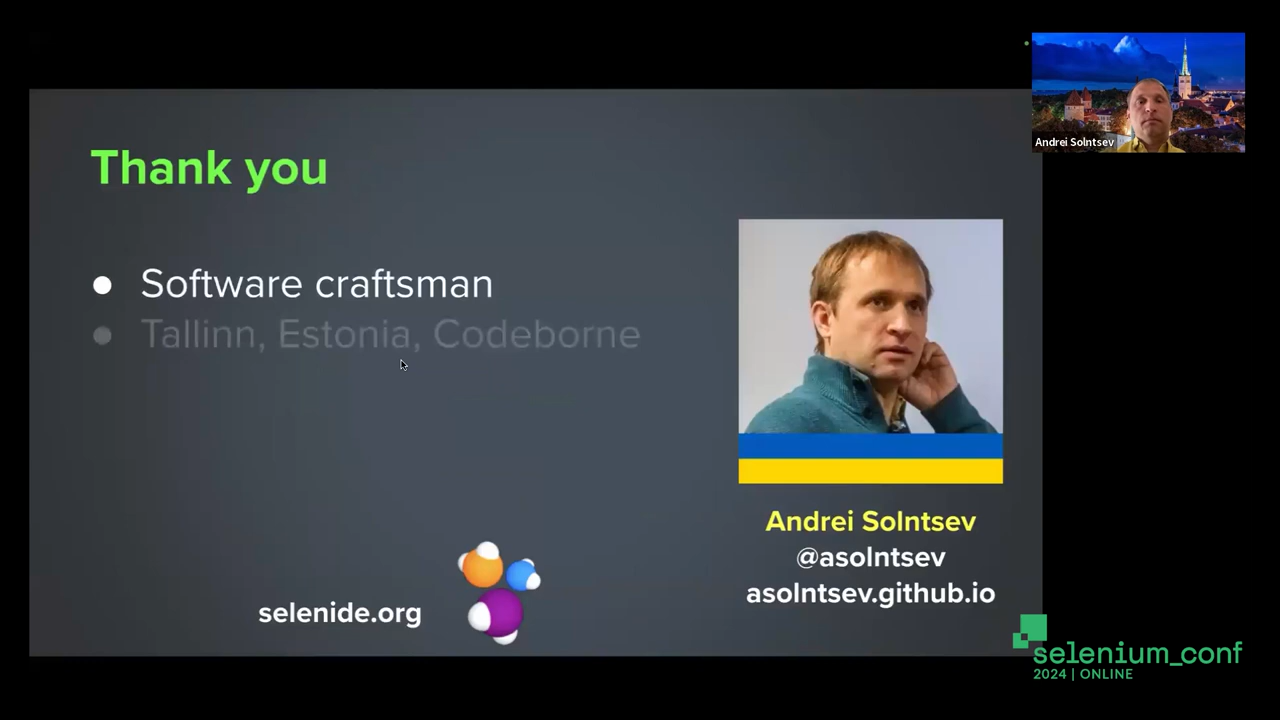 Andrei Solntsev
Thank you
● Software craftsman
● Tallinn, Estonia, Codeborne
Andrei Solntsev
@asolntsev
asolntsev.github.io
selenide.org
selenium_conf
2024 | ONLINE